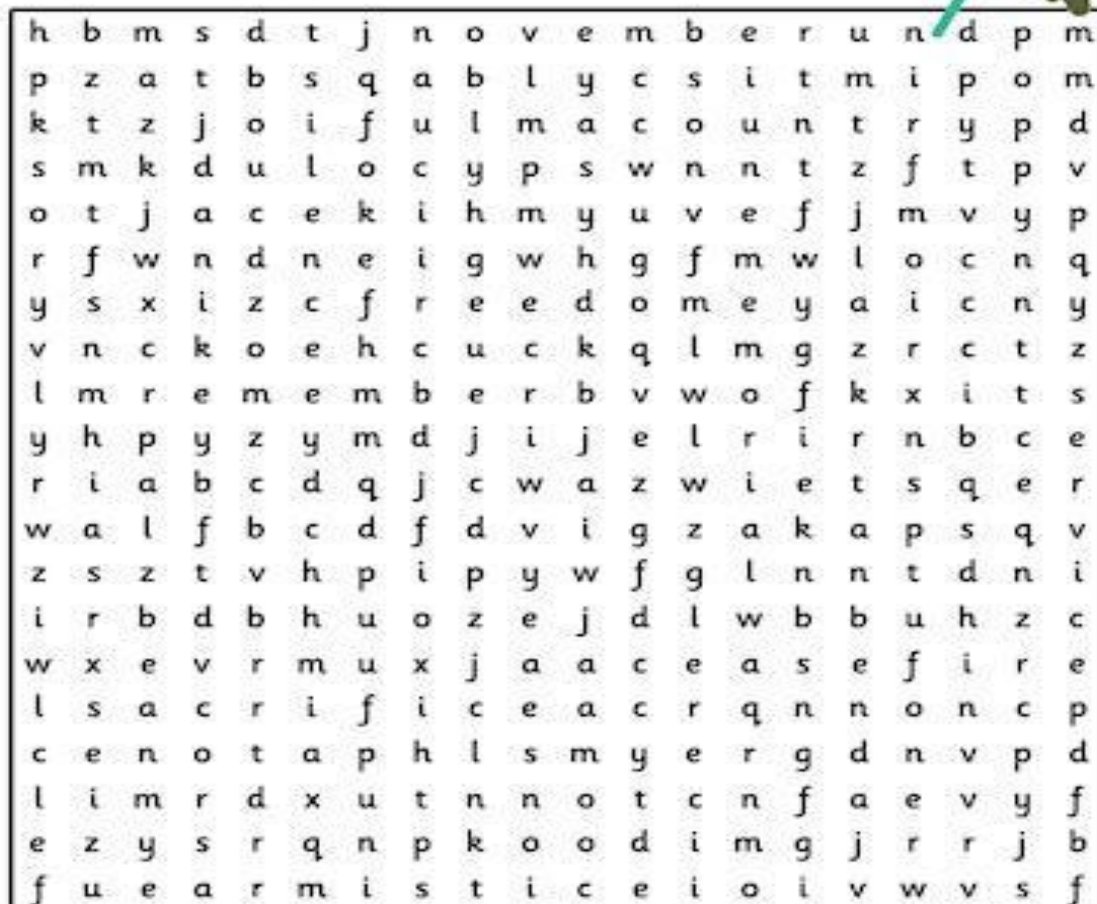 h b m s d t j n o v e m b e r u n d p m
p z a t b s q a b l y c s i t m i p o m
k t z j o i f u l m a c o u n t r y p d
s m k d u l o c y p s w n n t z f t p v
o t j a c e k i h m y u v e f j m v y p
r f w n d n e i g w h g f m w l o c n q
y s x i z c f r e e d o m e y a i c n y
v n c k o e h c u c k q l m g z r c t z
l m r e m e m b e r b v w o f k x i t s
y h p y z y m d j i j e l r i r n b c e
r i a b c d q j c w a z w i e t s q e r
w a l f b c d f d v i g z a k a p s q v
z s z t v h p i p y w f g l n n t d n i
i r b d b h u o z e j d l w b b u h z c
w x e v r m u x j a a c e a s e f i r e
l s a c r i f i c e a c r q n n o n c p
c e n o t a p h l s m y e r g d n v p d
l i m r d x u t n n o t c n f a e v y f
e z y s r q n p k o o d i m g j r r j b
f u e a r m i s t i c e i o i v w v s f